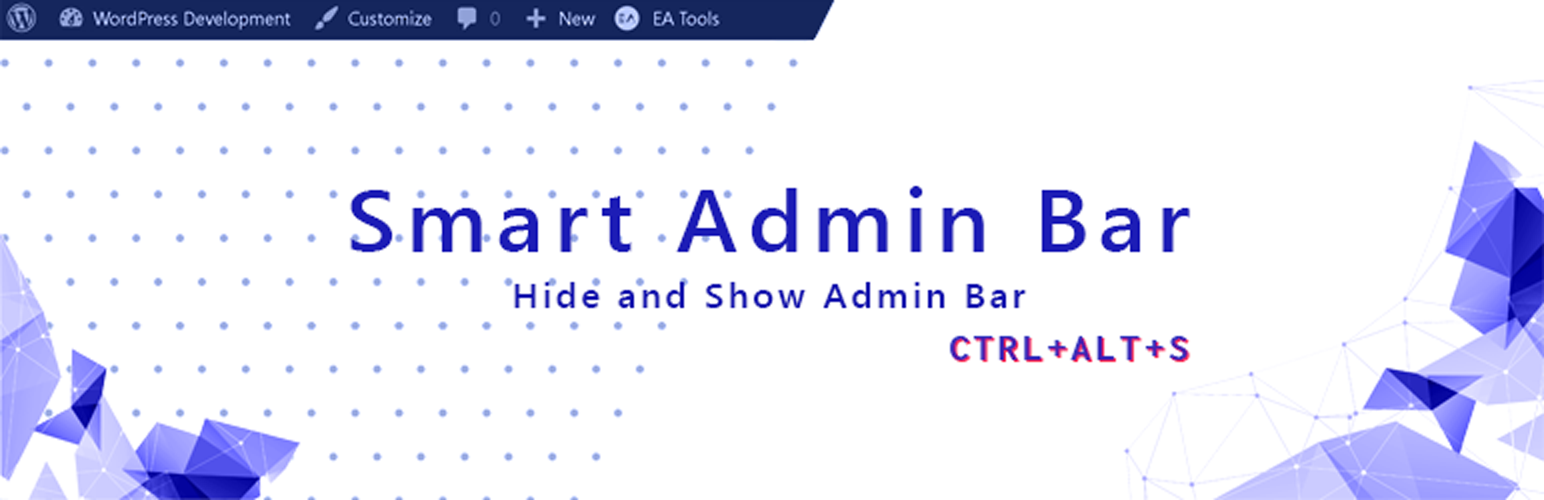 WordPress Development Customize 0 New EA EA Tools
Smart Admin Bar
Hide and Show Admin Bar
CTRL+ALT+S